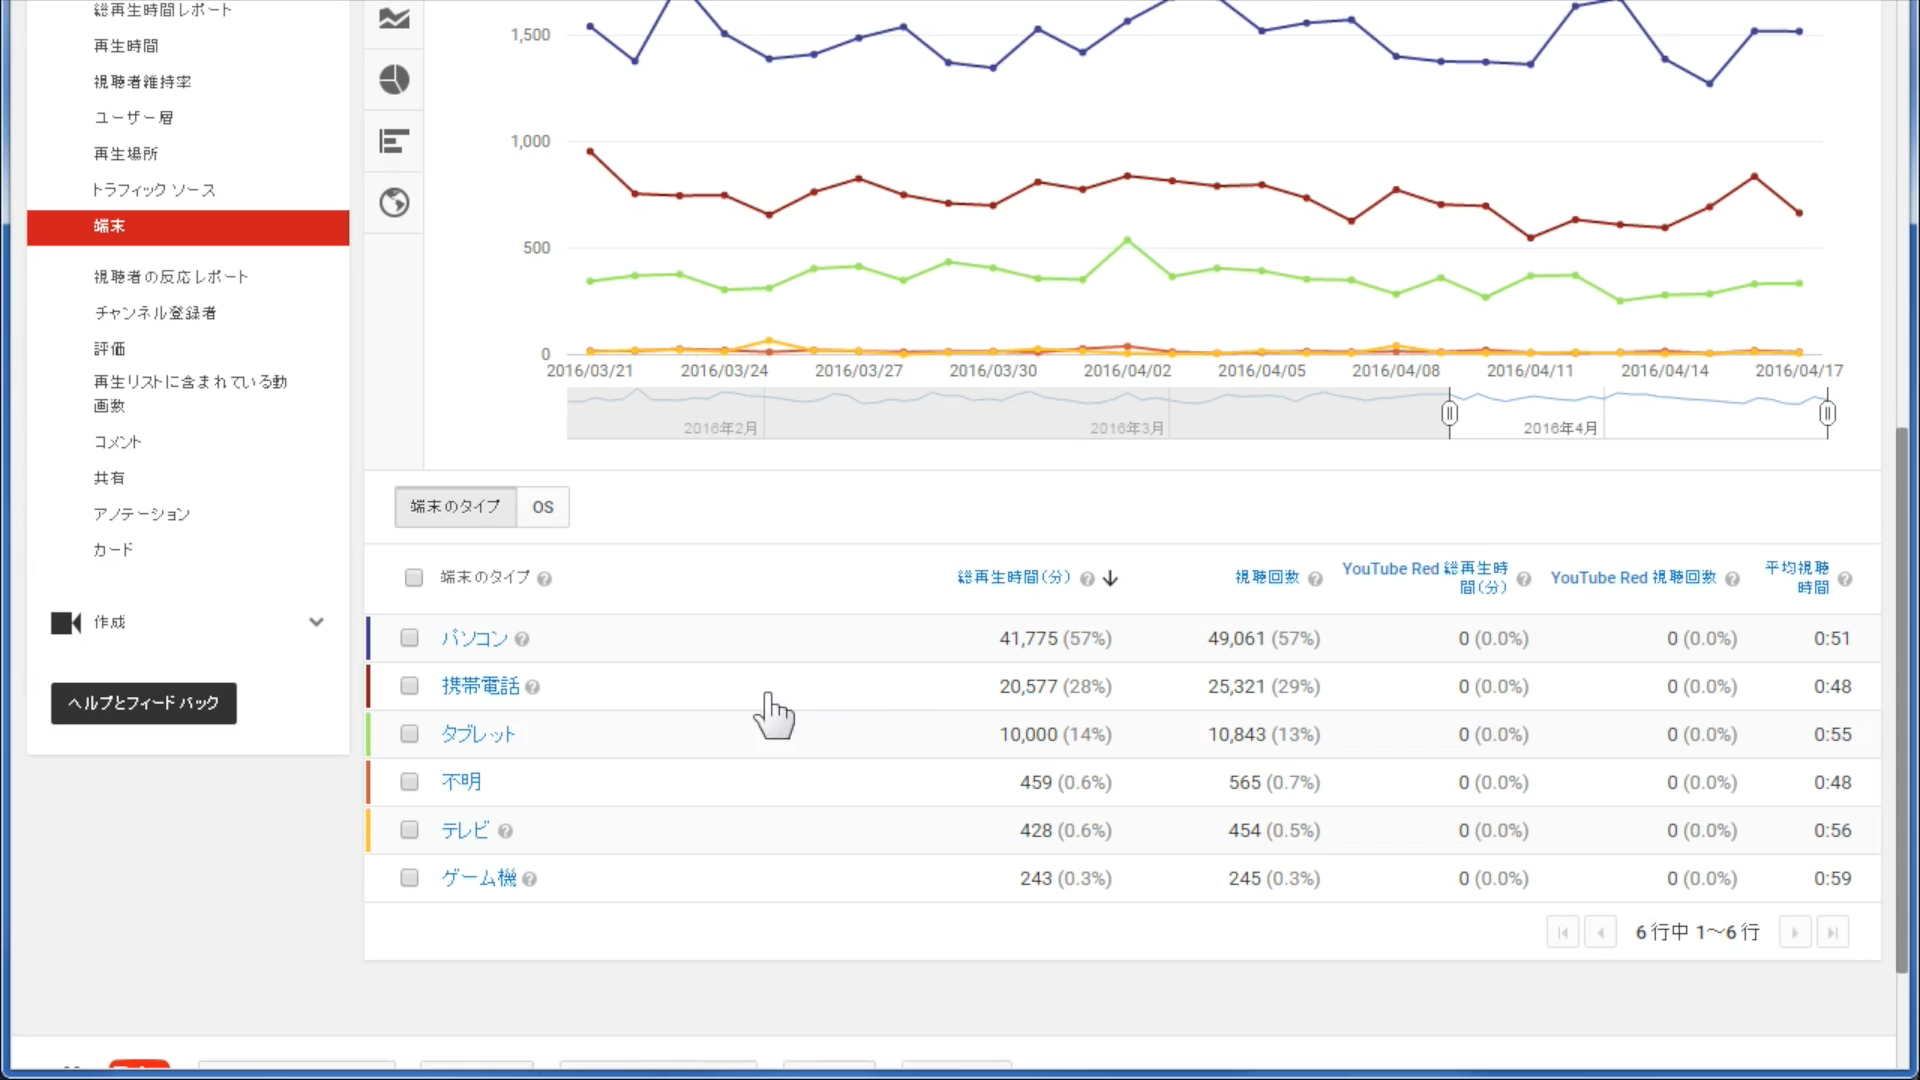 総再生時間レポート
再生時間
視聴者維持率
ユーザー層
再生場所
トラフィック ソース
端末
視聴者の反応レポート
チャンネル登録者
評価
再生リストに含まれている動
画数
コメント
共有
アノテーション
カード
作成
ヘルプとフィードバック
1,500
1,000
500
0
2016/03/21 2016/03/24 2016/03/27 2016/03/30 2016/04/02 2016/04/05 2016/04/08 2016/04/11 2016/04/14 2016/04/17
2016年2月 2016年3月 2016年4月
端末のタイプ OS
端末のタイプ 総再生時間(分) 視聴回数 YouTube Red 総再生時 YouTube Red 視聴回数 平均視聴
間(分) 時間
パソコン 41,775 (57%) 49,061 (57%) 0 (0.0%) 0 (0.0%) 0:51
携帯電話 20,577 (28%) 25,321 (29%) 0 (0.0%) 0 (0.0%) 0:48
タブレット 10,000 (14%) 10,843 (13%) 0 (0.0%) 0 (0.0%) 0:55
不明 459 (0.6%) 565 (0.7%) 0 (0.0%) 0 (0.0%) 0:48
テレビ 428 (0.6%) 454 (0.5%) 0 (0.0%) 0 (0.0%) 0:56
ゲーム機 243 (0.3%) 245 (0.3%) 0 (0.0%) 0 (0.0%) 0:59
6 行中 1～6 行